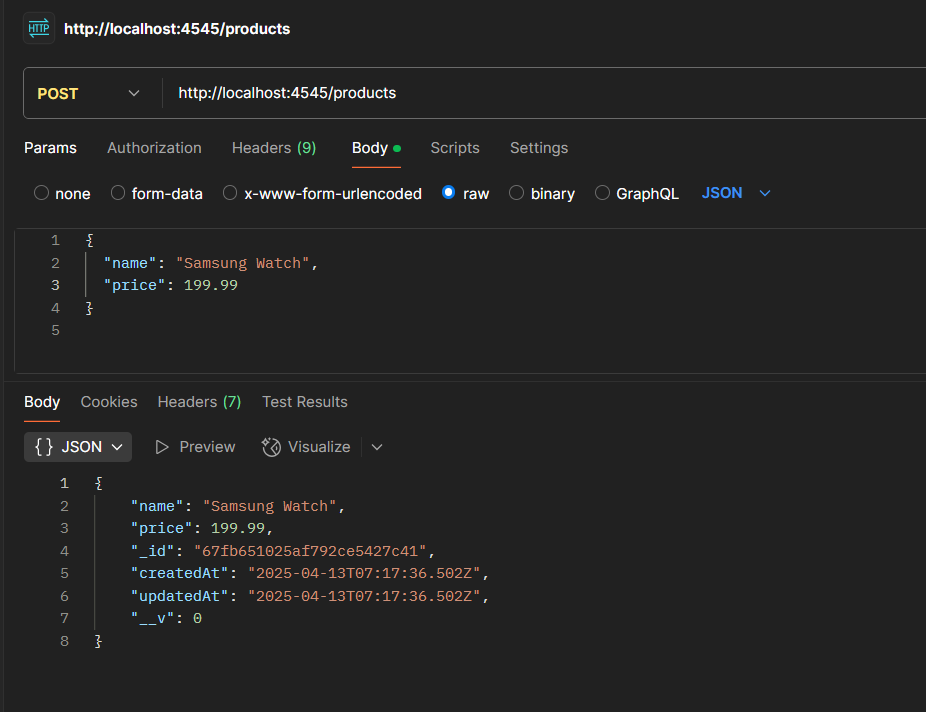 HTTP http://localhost:4545/products
POST http://localhost:4545/products
Params Authorization Headers (9) Body Scripts Settings
none form-data x-www-form-urlencoded raw binary GraphQL JSON
1 {
2 "name": "Samsung Watch",
3 "price": 199.99
4 }
5
Body Cookies Headers (7) Test Results
{} JSON Preview Visualize
1 {
2 "name": "Samsung Watch",
3 "price": 199.99,
4 "_id": "67fb651025af792ce5427c41",
5 "createdAt": "2025-04-13T07:17:36.502Z",
6 "updatedAt": "2025-04-13T07:17:36.502Z",
7 "__v": 0
8 }